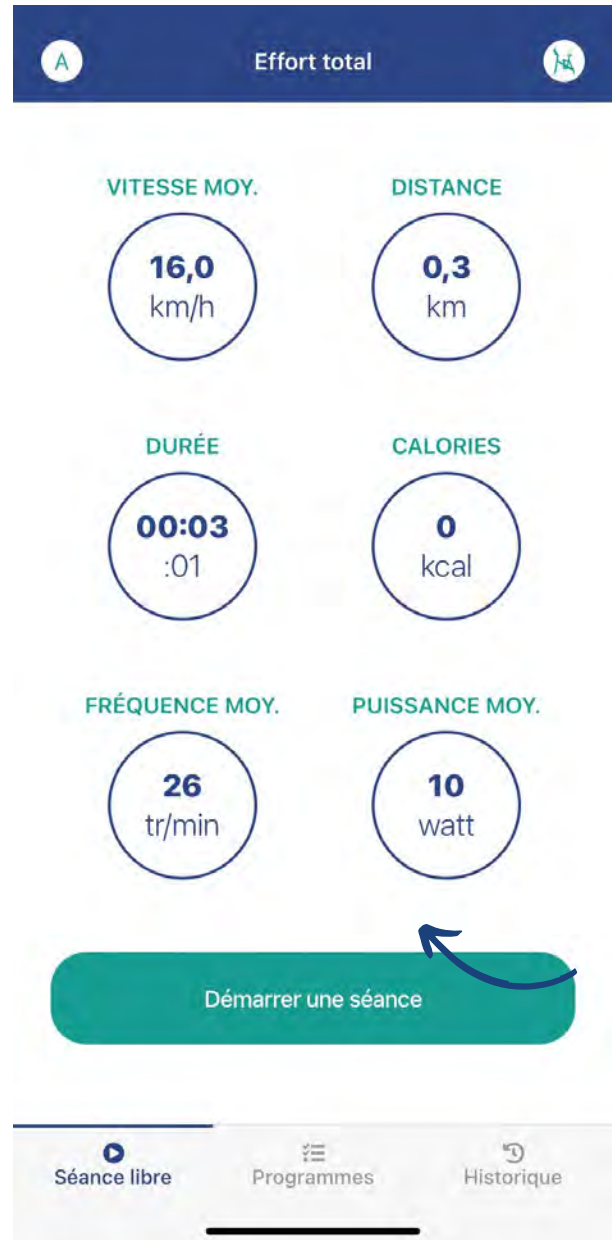 A
Effort total
VITESSE MOY.
DISTANCE
16,0
km/h
0,3
km
DURÉE
CALORIES
00:03
:01
0
kcal
FRÉQUENCE MOY.
PUISSANCE MOY.
26
tr/min
10
watt
Démarrer une séance
Séance libre
Programmes
Historique